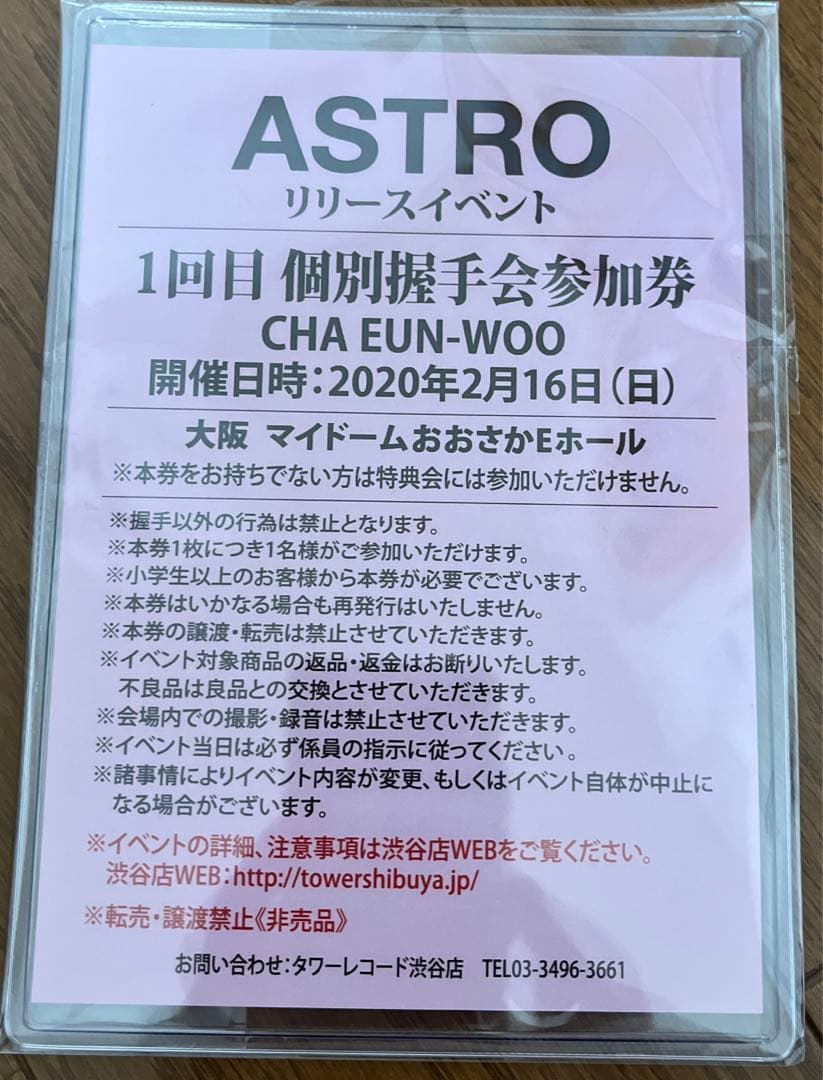 ASTRO
リリースイベント
1回目 個別握手会参加券
CHA EUN-WOO
開催日時：2020年2月16日（日）
大阪 マイドームおおさかEホール
※本券をお持ちでない方は特典会には参加いただけません。
※握手以外の行為は禁止となります。
※本券1枚につき1名様がご参加いただけます。
※小学生以上のお客様から本券が必要でございます。
※本券はいかなる場合も再発行はいたしません。
※本券の譲渡・転売は禁止させていただきます。
※イベント対象商品の返品・返金はお断りいたします。
不良品は良品との交換とさせていただきます。
※会場内での撮影・録音は禁止させていただきます。
※イベント当日は必ず係員の指示に従ってください。
※諸事情によりイベント内容が変更、もしくはイベント自体が中止に
なる場合がございます。
※イベントの詳細、注意事項は渋谷店WEBをご覧ください。
渋谷店WEB：http://towershibuya.jp/
※転売・譲渡禁止《非売品》
お問い合わせ：タワーレコード渋谷店 TEL03-3496-3661